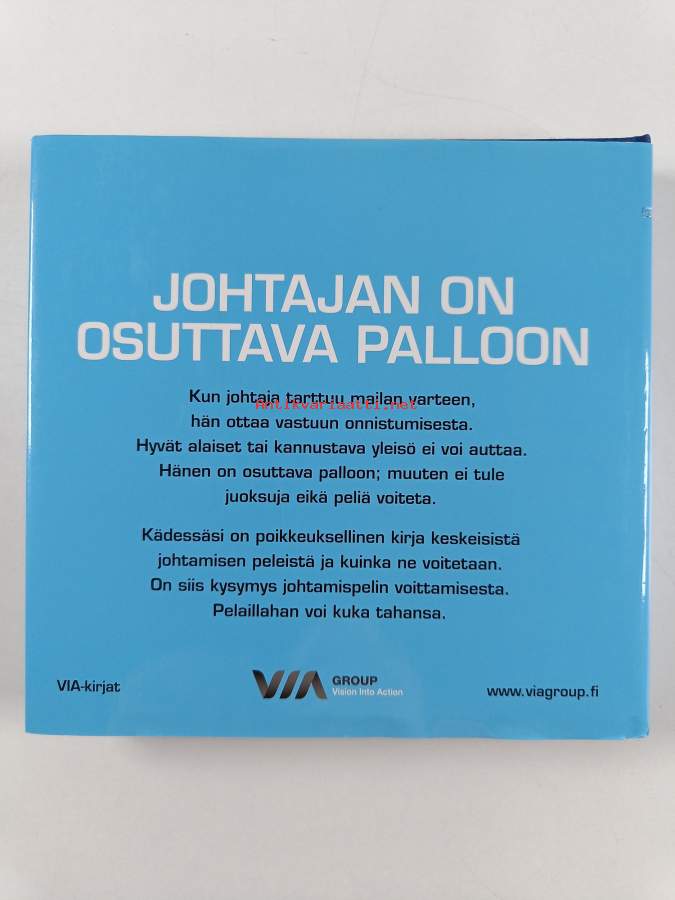 JOHTAJAN ON
OSUTTAVA PALLOON
Kun johtaja tarttuu mailan varteen,
Antikvariaatti.net
hän ottaa vastuun onnistumisesta.
Hyvät alaiset tai kannustava yleisö ei voi auttaa.
Hänen on osuttava palloon; muuten ei tule
juoksuja eikä peliä voiteta.
Kädessäsi on poikkeuksellinen kirja keskeisistä
johtamisen peleistä ja kuinka ne voitetaan.
On siis kysymys johtamispelin voittamisesta.
Pelaillahan voi kuka tahansa.
VIA-kirjat
VIA GROUP
Vision Into Action
www.viagroup.fi